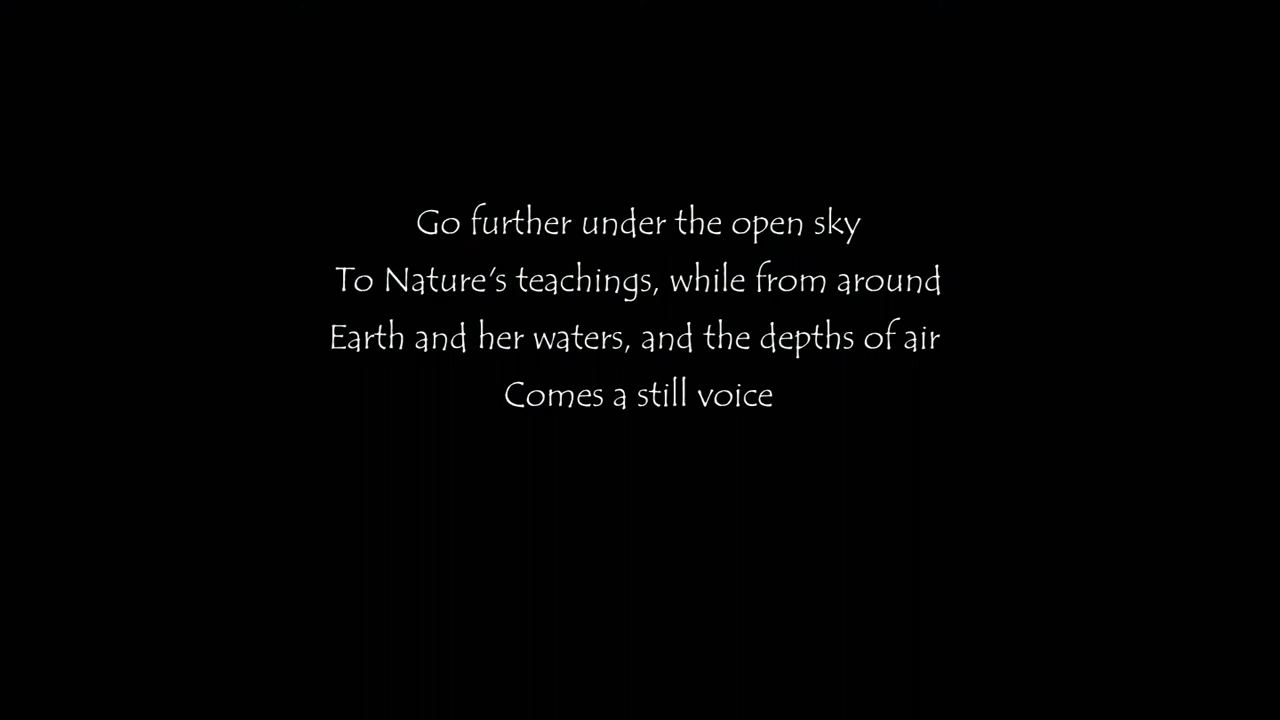 Go further under the open sky
To Nature's teachings, while from around
Earth and her waters, and the depths of air
Comes a still voice